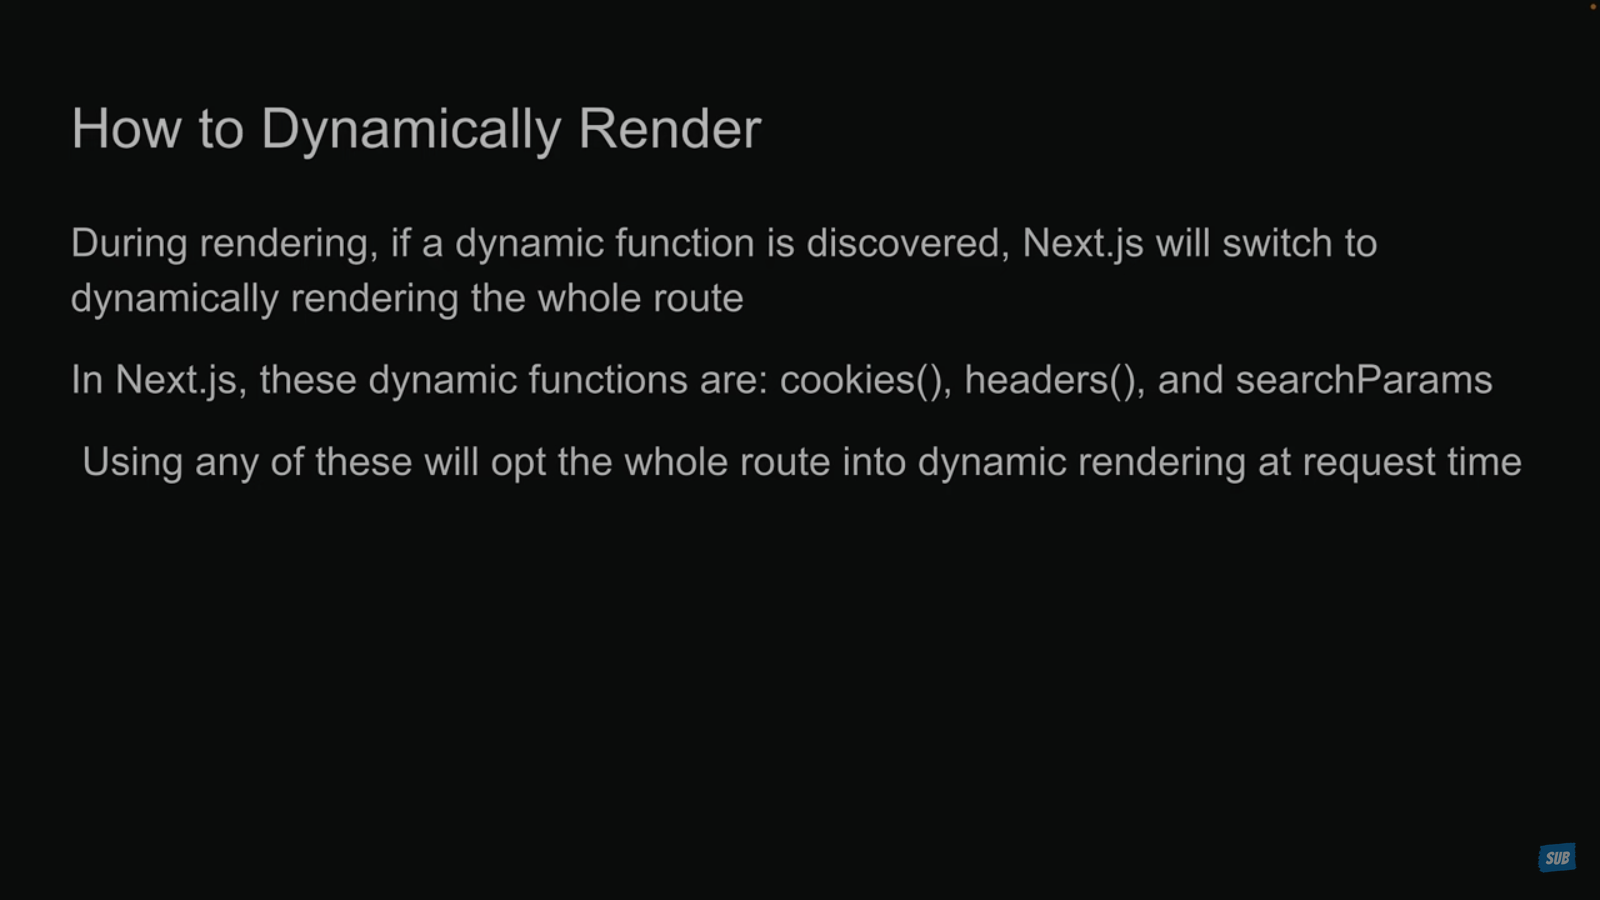 How to Dynamically Render
During rendering, if a dynamic function is discovered, Next.js will switch to
dynamically rendering the whole route
In Next.js, these dynamic functions are: cookies(), headers(), and searchParams
Using any of these will opt the whole route into dynamic rendering at request time
SUB